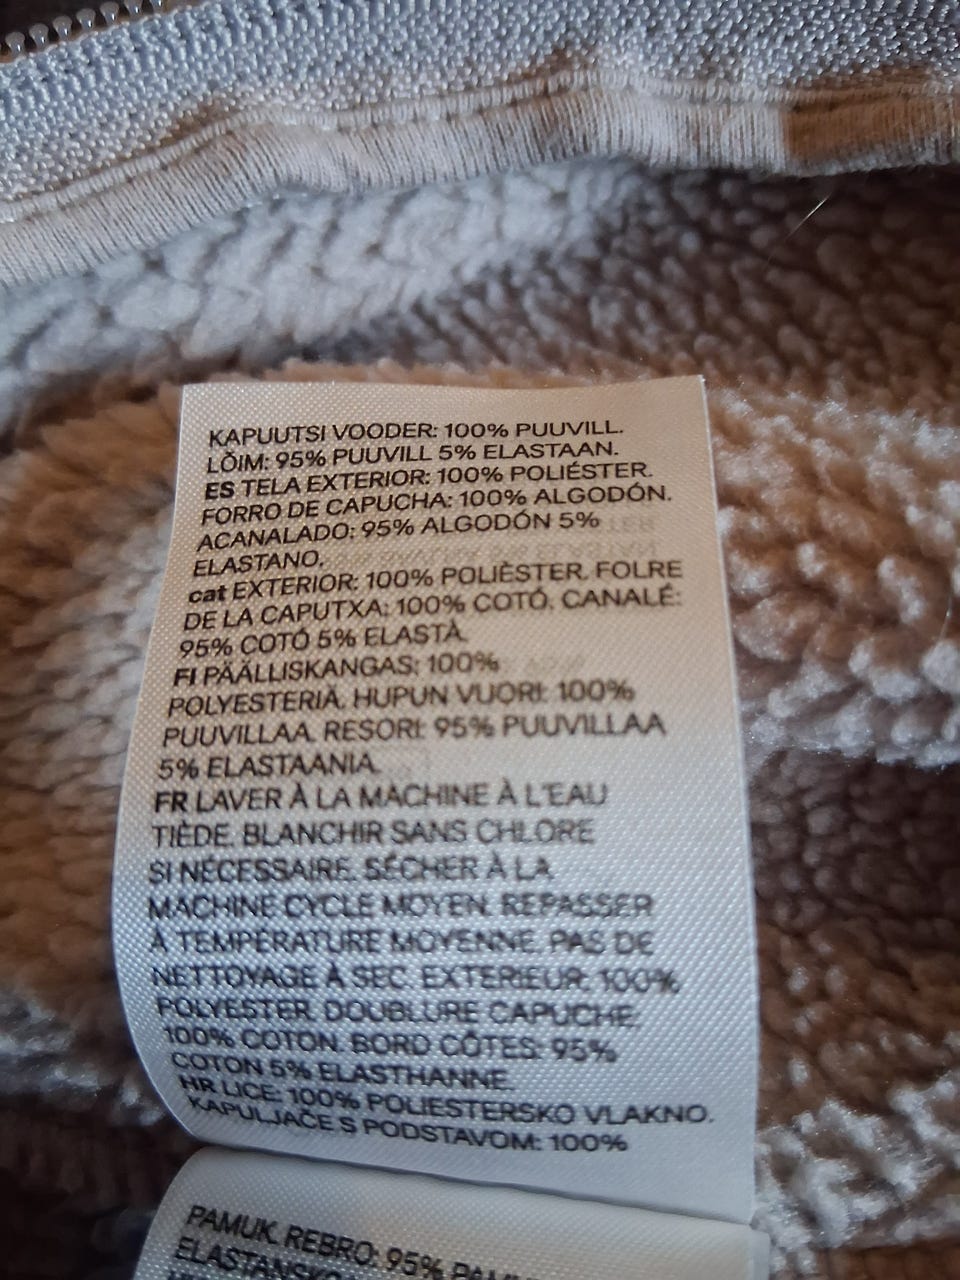 KAPUUTSI VOODER: 100% PUUVILL.
LÕIM: 95% PUUVILL 5% ELASTAAN.
ES TELA EXTERIOR: 100% POLIÉSTER.
FORRO DE CAPUCHA: 100% ALGODÓN.
ACANALADO: 95% ALGODÓN 5%
ELASTANO.
cat EXTERIOR: 100% POLIÈSTER. FOLRE
DE LA CAPUTXA: 100% COTÓ. CANALÉ:
95% COTÓ 5% ELASTÀ.
FI PÄÄLLISKANGAS: 100%
POLYESTERIÄ. HUPUN VUORI: 100%
PUUVILLAA. RESORI: 95% PUUVILLAA
5% ELASTAANIA.
FR LAVER À LA MACHINE À L'EAU
TIÈDE. BLANCHIR SANS CHLORE
SI NÉCESSAIRE. SÉCHER À LA
MACHINE CYCLE MOYEN. REPASSER
À TEMPÉRATURE MOYENNE. PAS DE
NETTOYAGE À SEC. EXTERIEUR: 100%
POLYESTER. DOUBLURE CAPUCHE:
100% COTON. BORD CÔTES: 95%
COTON 5% ELASTHANNE.
HR LICE: 100% POLIESTERSKO VLAKNO.
KAPULJAČE S PODSTAVOM: 100%
PAMUK. REBRO: 95%